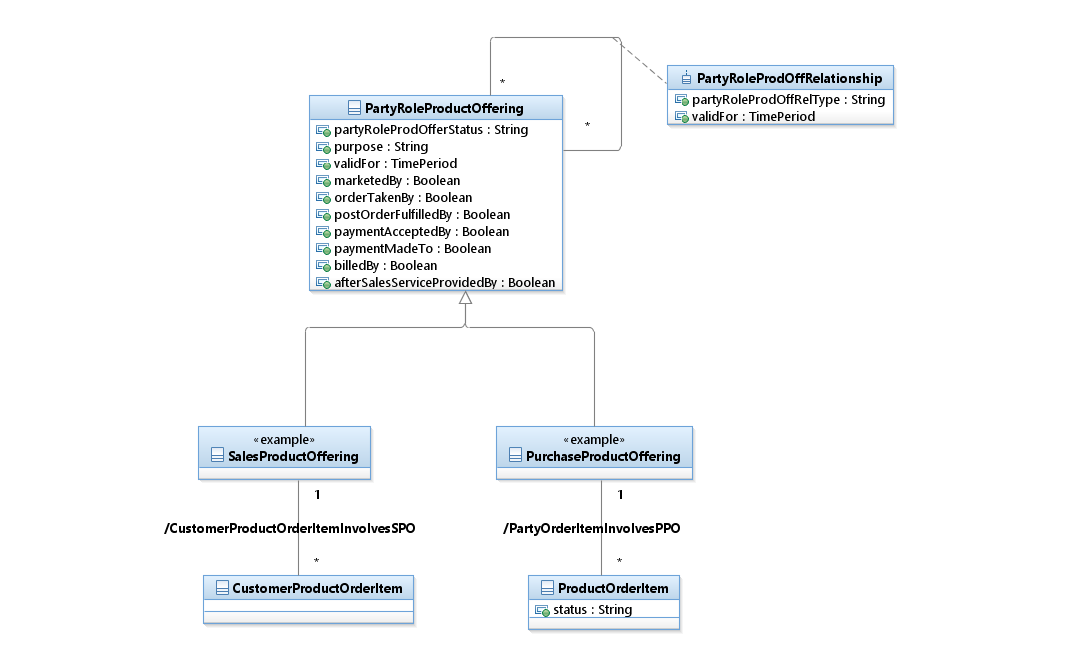 *
PartyRoleProdOffRelationship
partyRoleProdOffRelType : String
validFor : TimePeriod
PartyRoleProductOffering
*
partyRoleProdOfferStatus : String
purpose : String
validFor : TimePeriod
marketedBy : Boolean
orderTakenBy : Boolean
postOrderFulfilledBy : Boolean
paymentAcceptedBy : Boolean
paymentMadeTo : Boolean
billedBy : Boolean
afterSalesServiceProvidedBy : Boolean
«example»
SalesProductOffering
«example»
PurchaseProductOffering
1
1
/CustomerProductOrderItemInvolvesSPO
/PartyOrderItemInvolvesPPO
*
*
CustomerProductOrderItem
ProductOrderItem
status : String